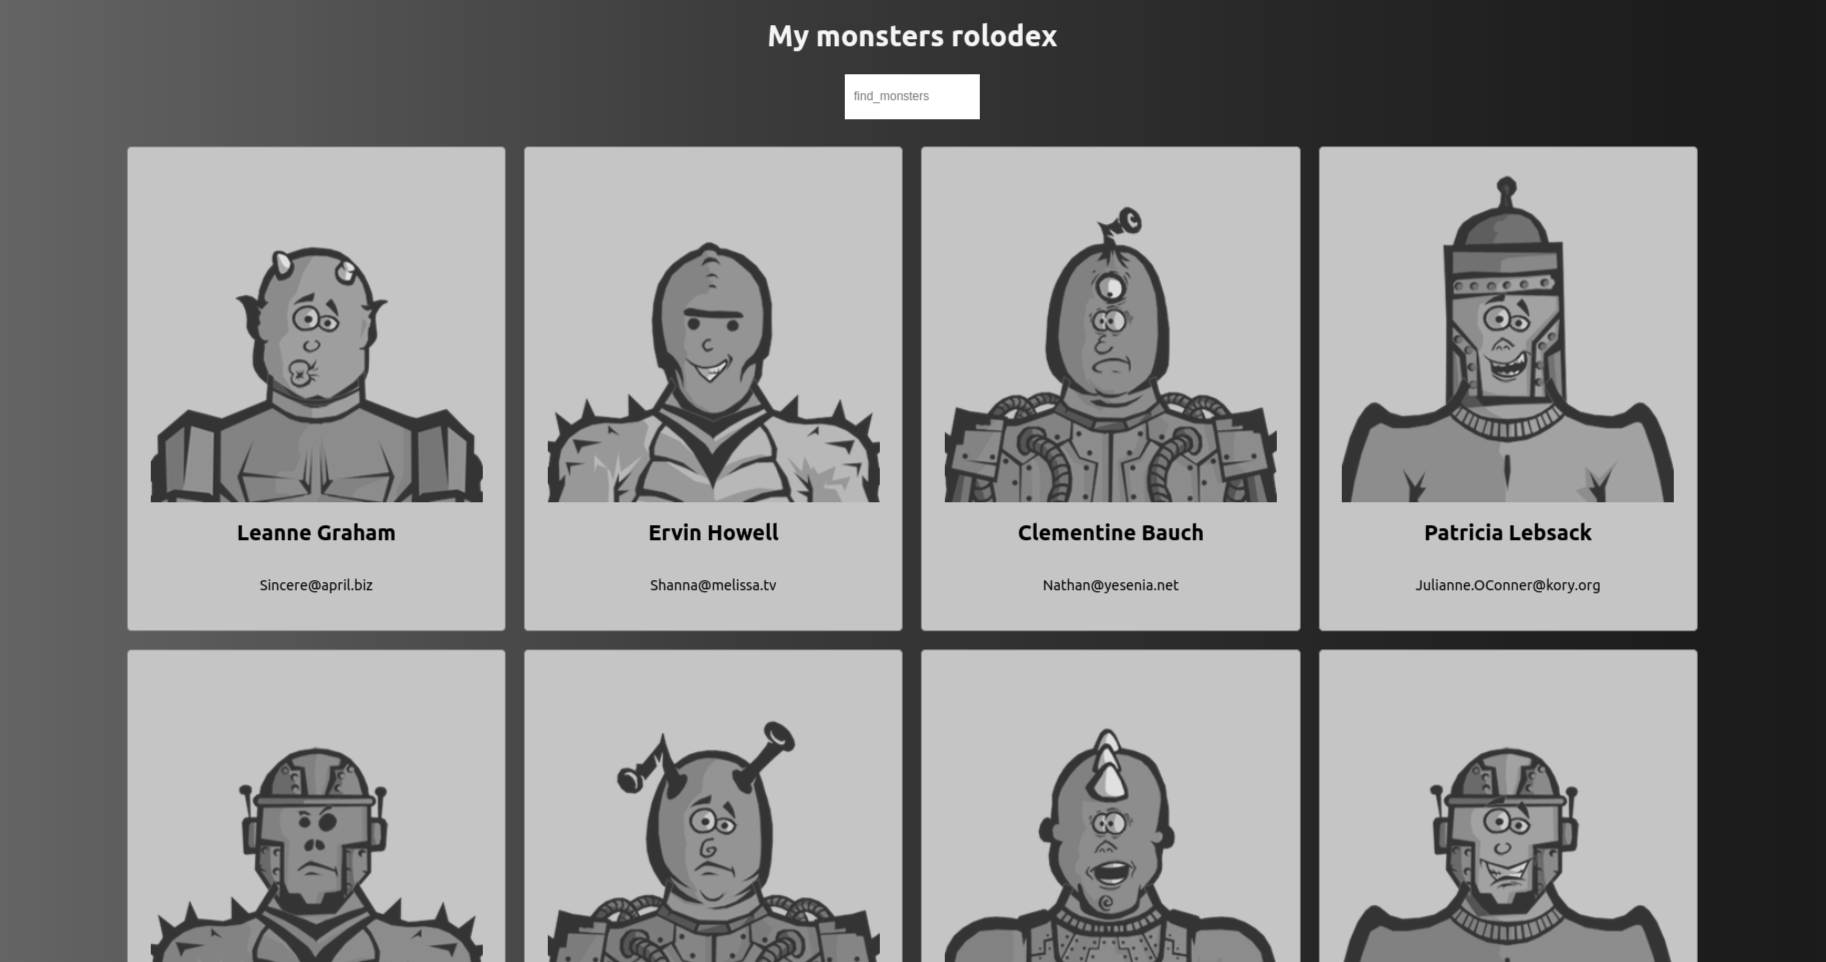 My monsters rolodex
find_monsters
Leanne Graham
Ervin Howell
Clementine Bauch
Patricia Lebsack
Sincere@april.biz
Shanna@melissa.tv
Nathan@yesenia.net
Julianne.OConner@kory.org